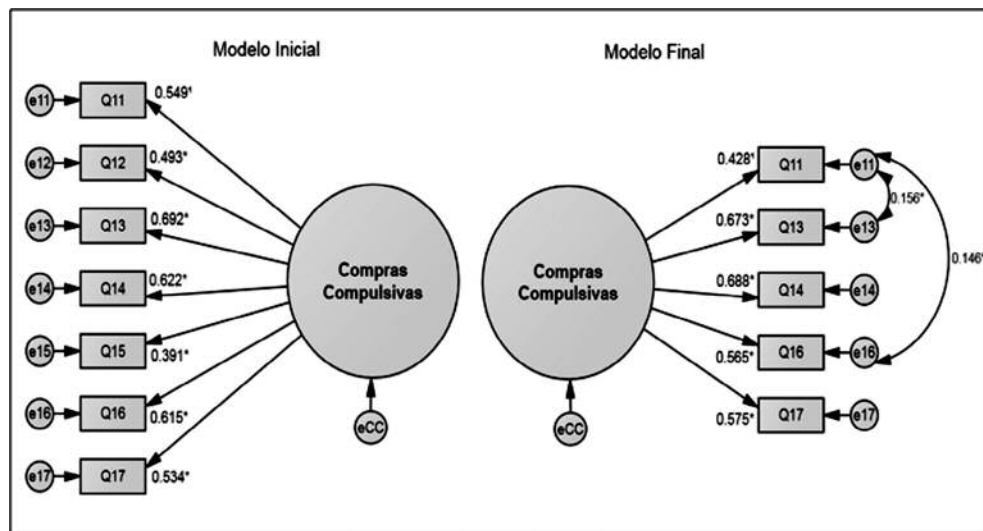 Modelo Inicial
e11 Q11 0.549*
e12 Q12 0.493*
e13 Q13 0.692*
e14 Q14 0.622*
e15 Q15 0.391*
e16 Q16 0.615*
e17 Q17 0.534*
Compras
Compulsivas
eCC
Modelo Final
Compras
Compulsivas
eCC
0.428* Q11 e11
0.673* Q13 e13
0.688* Q14 e14
0.565* Q16 e16
0.575* Q17 e17
0.156*
0.146*